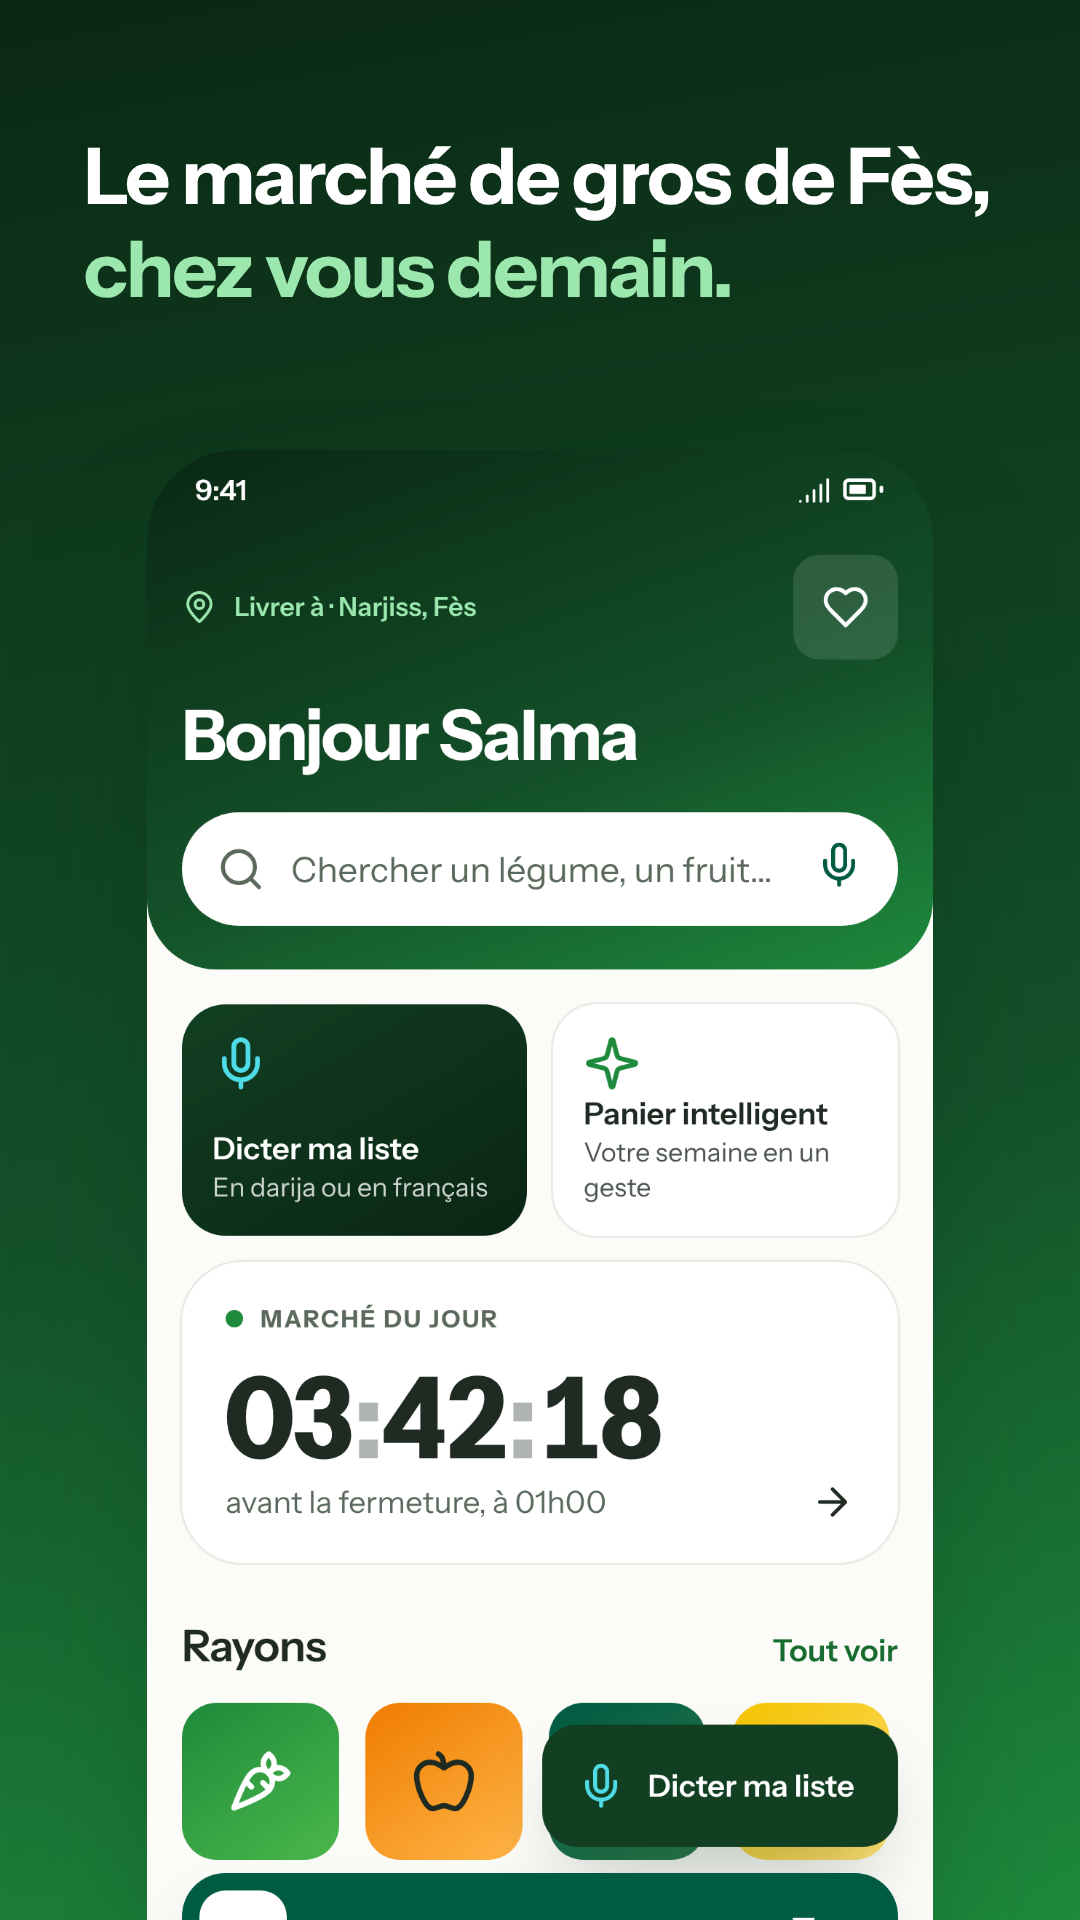 Le marché de gros de Fès,
chez vous demain.
9:41
Livrer à · Narjiss, Fès
Bonjour Salma
Chercher un légume, un fruit...
Dicter ma liste
En darija ou en français
Panier intelligent
Votre semaine en un
geste
MARCHÉ DU JOUR
03:42:18
avant la fermeture, à 01h00
Rayons
Tout voir
Dicter ma liste